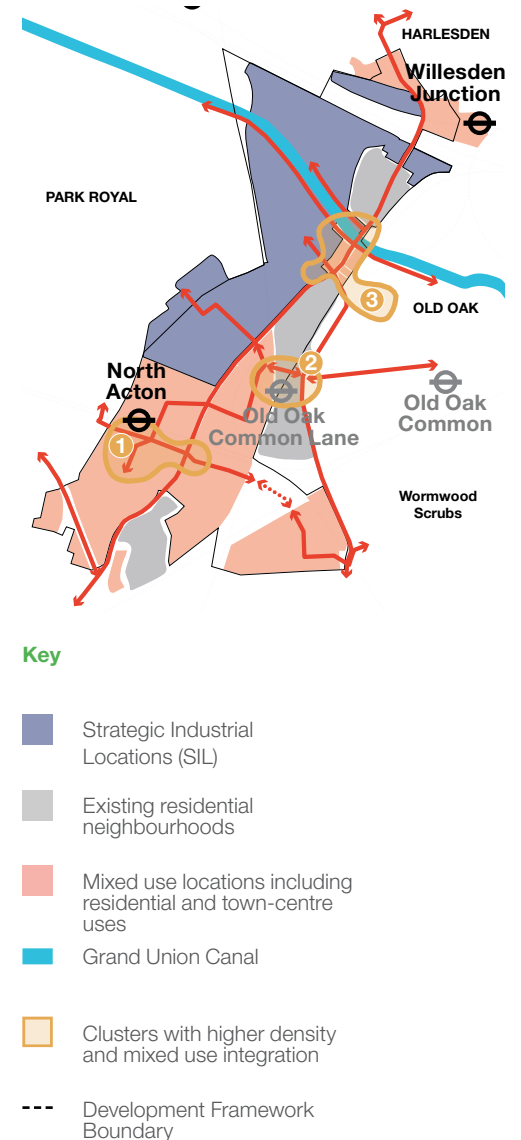 HARLESDEN
Willesden
Junction
PARK ROYAL
3
OLD OAK
2
North
Acton
Old Oak
Common Lane
Old Oak
Common
1
Wormwood
Scrubs
Key
Strategic Industrial
Locations (SIL)
Existing residential
neighbourhoods
Mixed use locations including
residential and town-centre
uses
Grand Union Canal
Clusters with higher density
and mixed use integration
Development Framework
Boundary